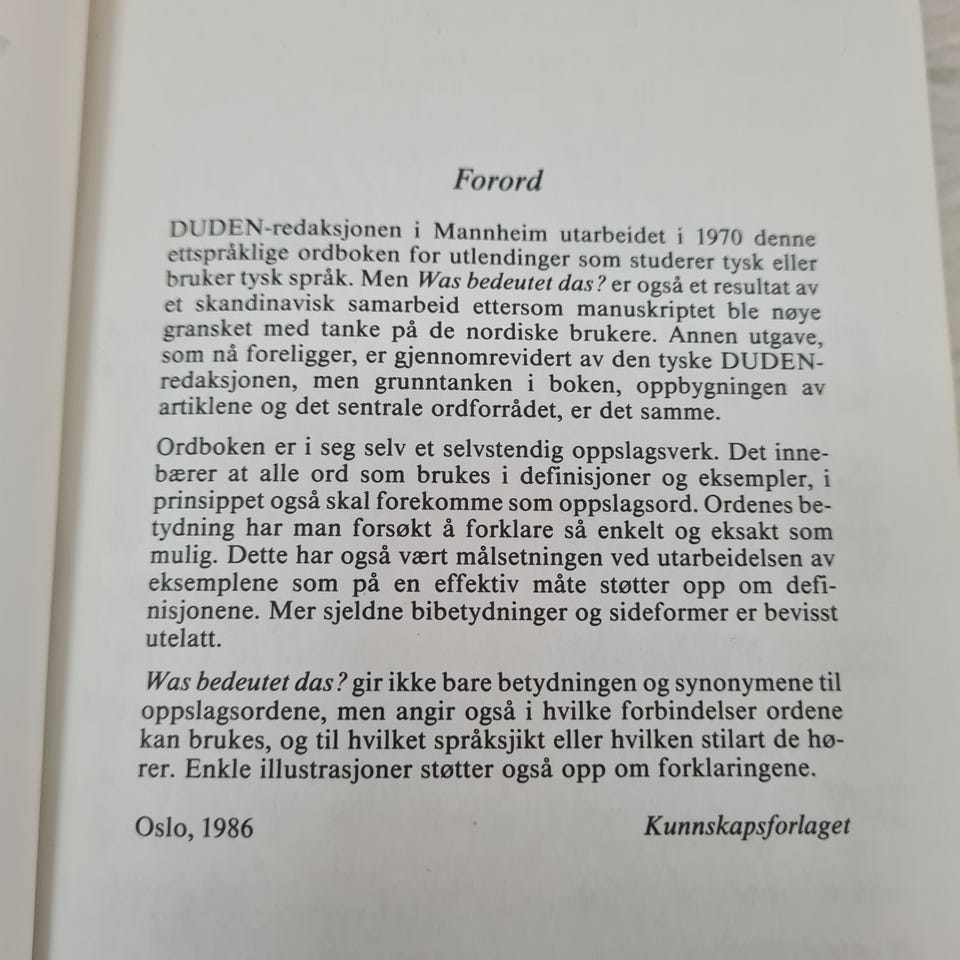 Forord
DUDEN-redaksjonen i Mannheim utarbeidet i 1970 denne
ettspråklige ordboken for utlendinger som studerer tysk eller
bruker tysk språk. Men Was bedeutet das? er også et resultat av
et skandinavisk samarbeid ettersom manuskriptet ble nøye
gransket med tanke på de nordiske brukere. Annen utgave,
som nå foreligger, er gjennomrevidert av den tyske DUDEN-
redaksjonen, men grunntanken i boken, oppbygningen av
artiklene og det sentrale ordforrådet, er det samme.
Ordboken er i seg selv et selvstendig oppslagsverk. Det inne-
bærer at alle ord som brukes i definisjoner og eksempler, i
prinsippet også skal forekomme som oppslagsord. Ordenes be-
tydning har man forsøkt å forklare så enkelt og eksakt som
mulig. Dette har også vært målsetningen ved utarbeidelsen av
eksemplene som på en effektiv måte støtter opp om defi-
nisjonene. Mer sjeldne bibetydninger og sideformer er bevisst
utelatt.
Was bedeutet das? gir ikke bare betydningen og synonymene til
oppslagsordene, men angir også i hvilke forbindelser ordene
kan brukes, og til hvilket språksjikt eller hvilken stilart de hø-
rer. Enkle illustrasjoner støtter også opp om forklaringene.
Oslo, 1986 Kunnskapsforlaget